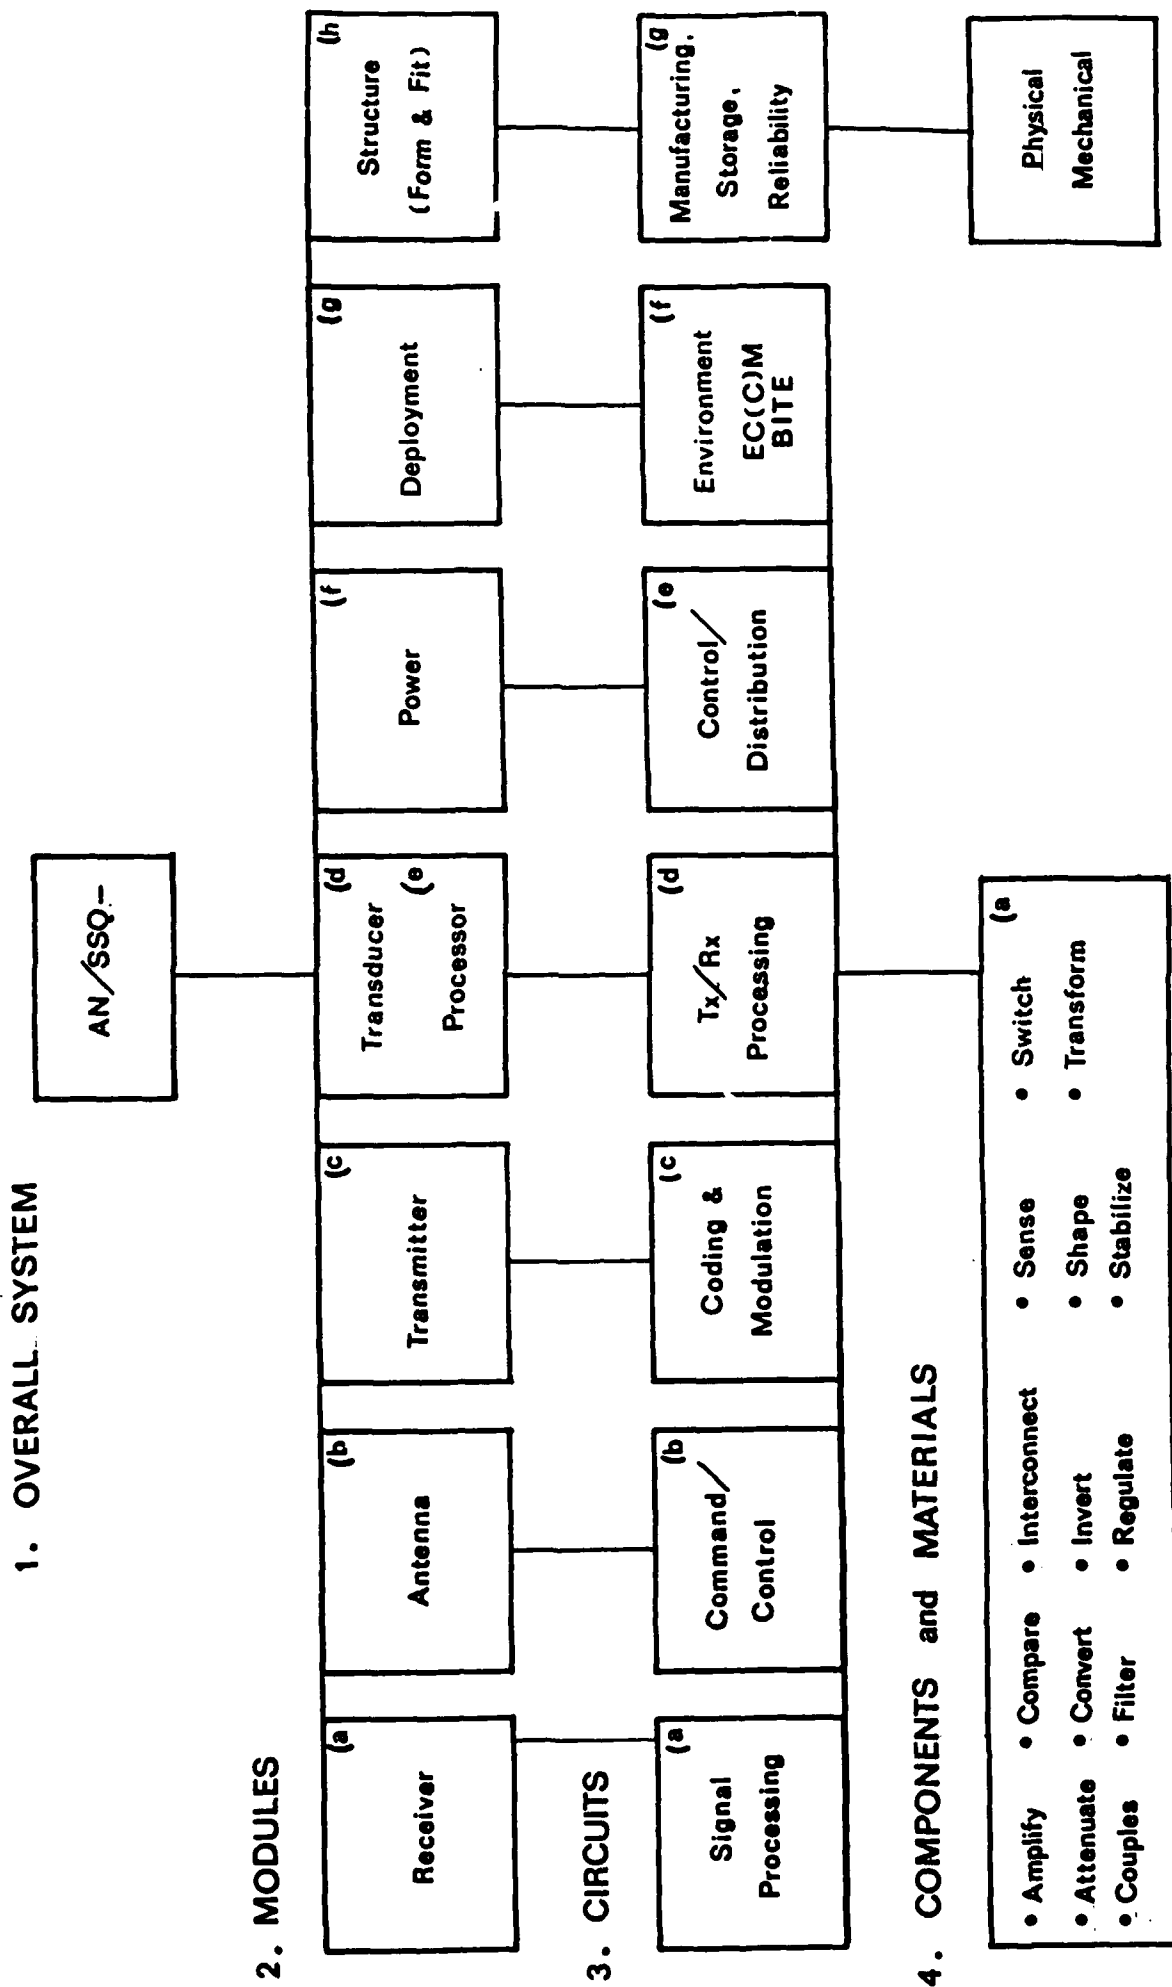 1. OVERALL SYSTEM
AN/SSQ-
2. MODULES
(a
Receiver
(b
Antenna
(c
Transmitter
(d
Transducer
(e
Processor
(f
Power
(g
Deployment
(h
Structure
(Form & Fit)
3. CIRCUITS
(a
Signal
Processing
(b
Command/
Control
(c
Coding &
Modulation
(d
Tx/Rx
Processing
(e
Control/
Distribution
(f
Environment
EC(C)M
BITE
(g
Manufacturing,
Storage,
Reliability
4. COMPONENTS and MATERIALS
(a
• Amplify • Compare • Interconnect • Sense • Switch
• Attenuate • Convert • Invert • Shape • Transform
• Couples • Filter • Regulate • Stabilize
Physical
Mechanical